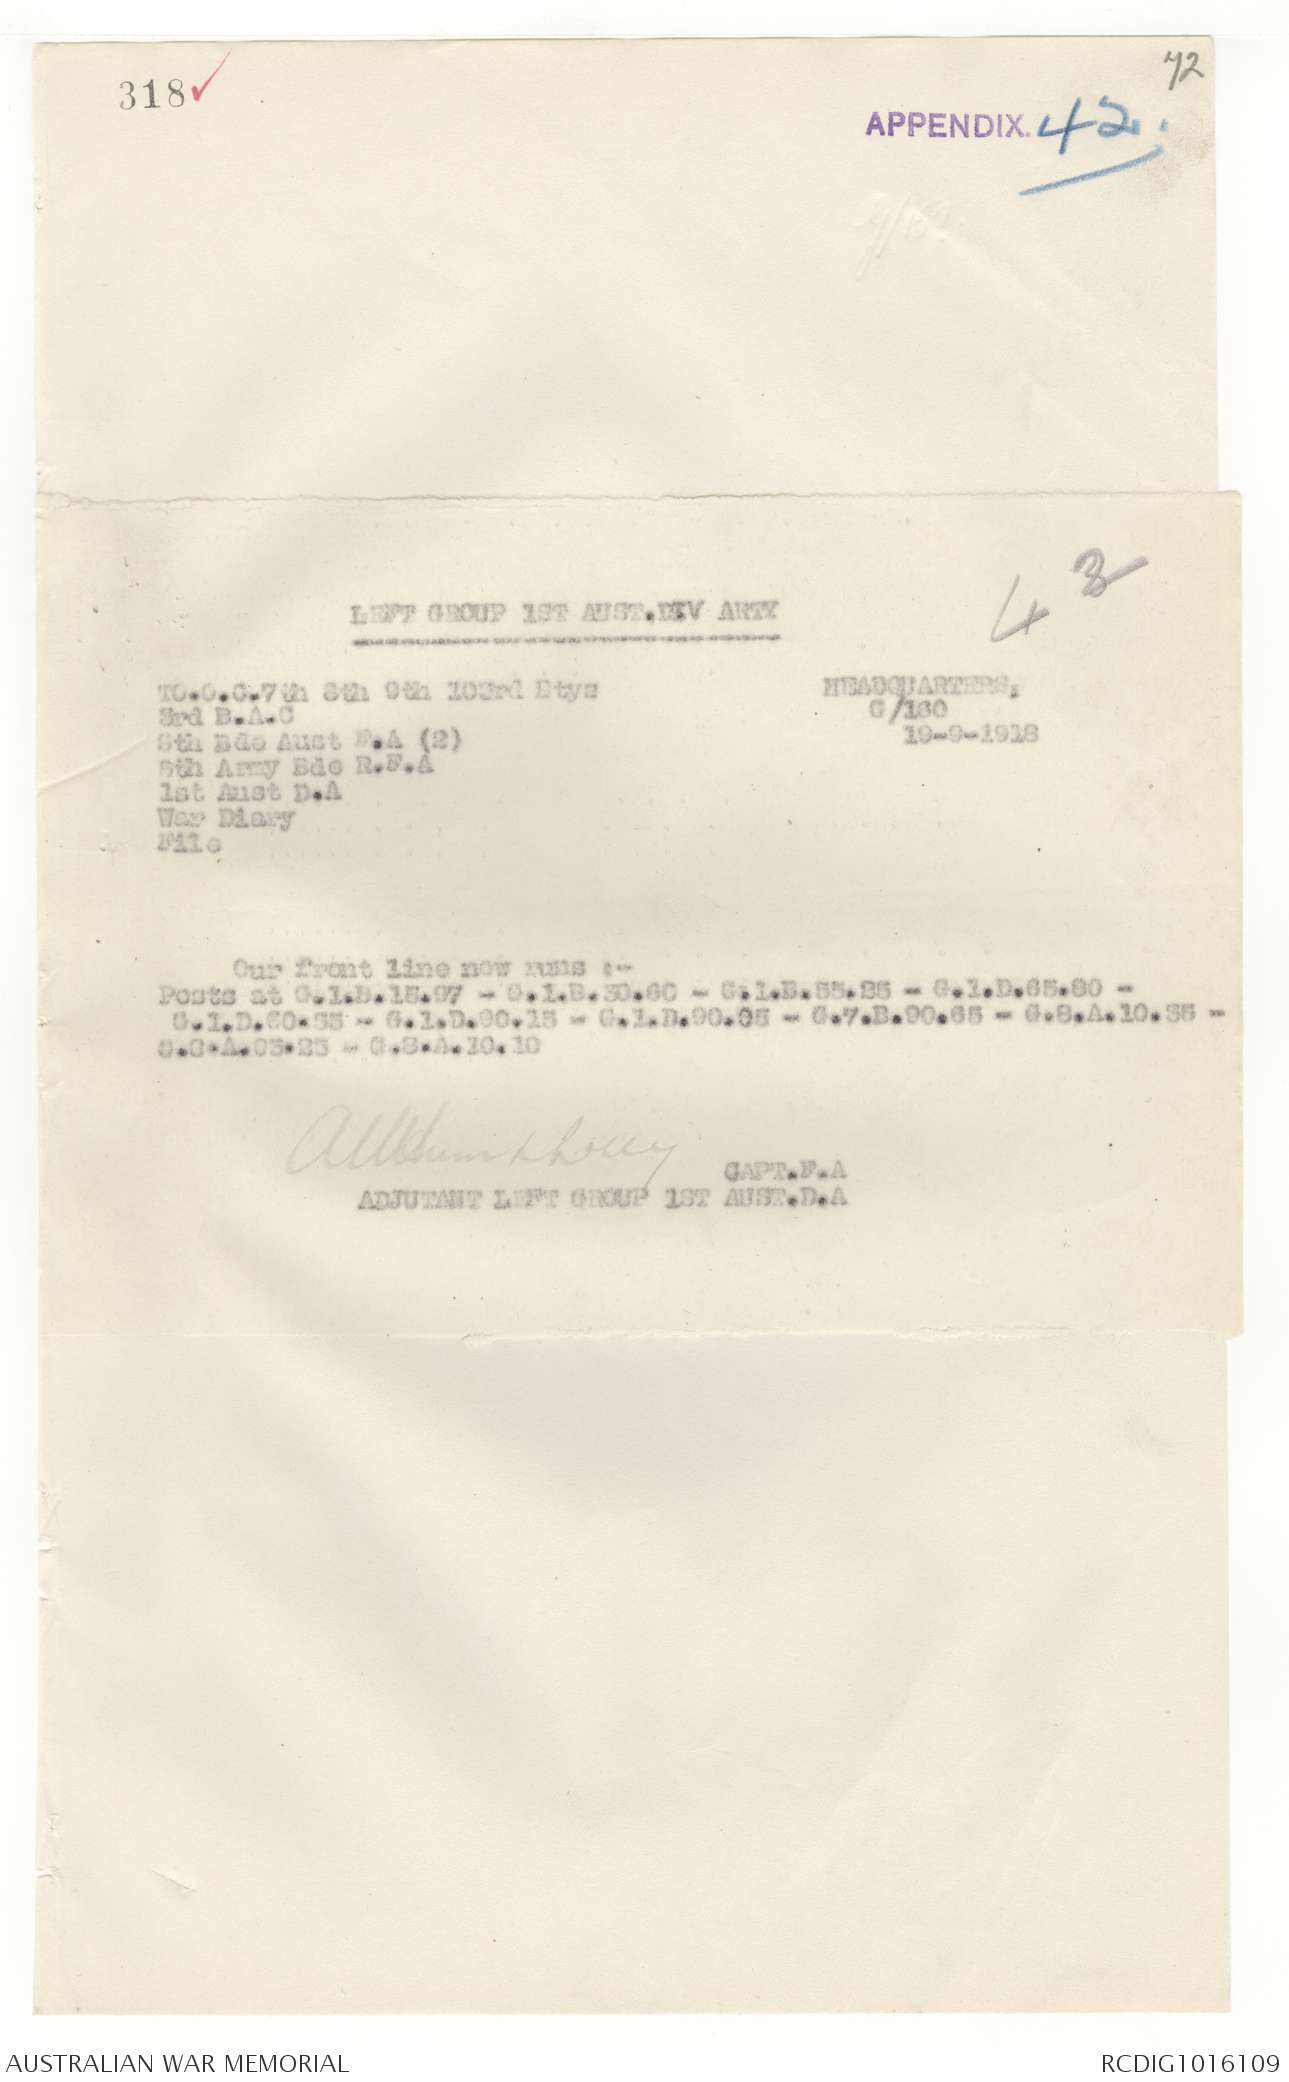 318✓
42
APPENDIX. 42.
43
LEFT GROUP 1ST AUST.DIV ARTY
TO.O.C.7th 8th 9th 103rd Btys
HEADQUARTERS,
3rd B.A.C
G/160
8th Bde Aust F.A (2)
19-9-1918
5th Army Bde R.F.A
1st Aust D.A
War Diary
File
Our front line now runs :-
Posts at G.1.B.15.97 - G.1.B.30.60 - G.1.B.55.25 - G.1.D.65.80 -
G.1.D.60.35 - G.1.D.90.15 - G.1.D.90.05 - G.7.B.90.65 - G.8.A.10.35 -
G.8.A.05.25 - G.8.A.10.10
CAPT.F.A
ADJUTANT LEFT GROUP 1ST AUST.D.A
AUSTRALIAN WAR MEMORIAL
RCDIG1016109